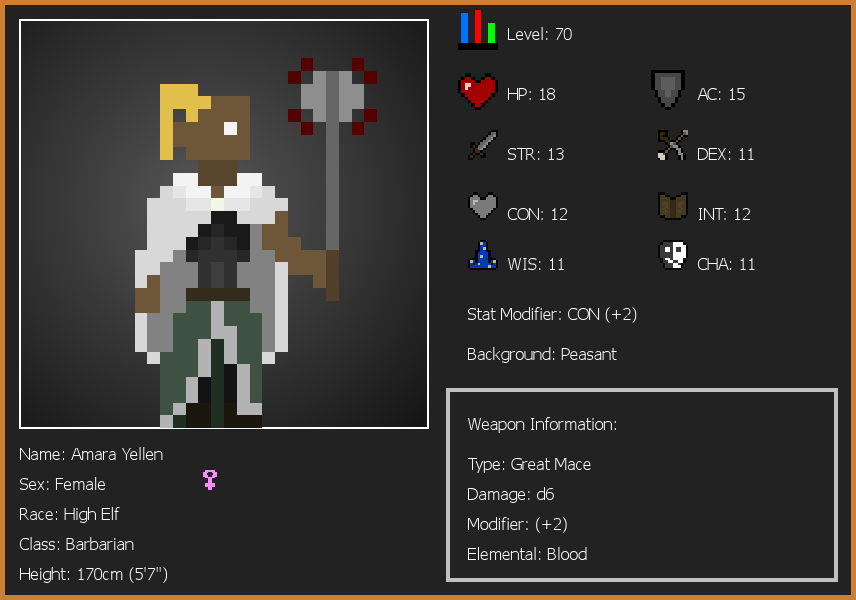 Level: 70
HP: 18
AC: 15
STR: 13
DEX: 11
CON: 12
INT: 12
WIS: 11
CHA: 11
Stat Modifier: CON (+2)
Background: Peasant
Weapon Information:
Type: Great Mace
Damage: d6
Modifier: (+2)
Elemental: Blood
Name: Amara Yellen
Sex: Female
Race: High Elf
Class: Barbarian
Height: 170cm (5'7")